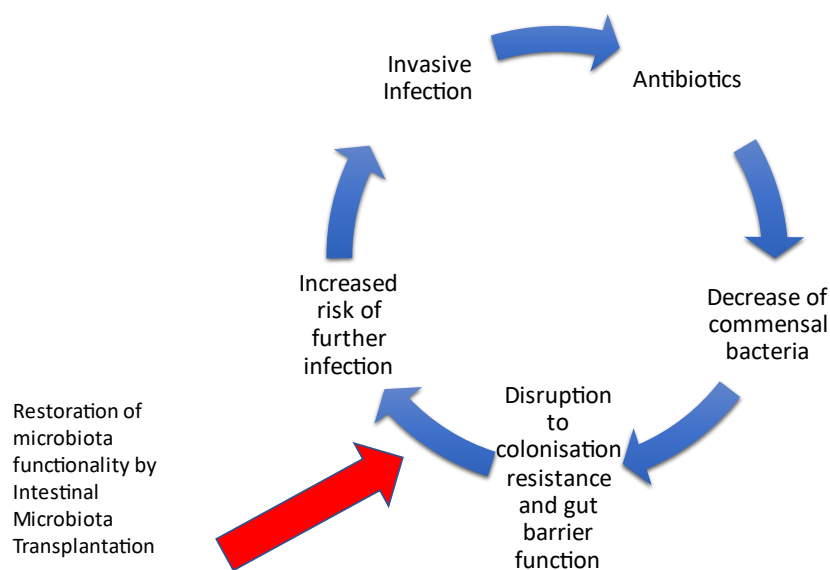 Invasive
Infection
Antibiotics
Decrease of
commensal
bacteria
Disruption
to
colonisation
resistance
and gut
barrier
function
Increased
risk of
further
infection
Restoration of
microbiota
functionality by
Intestinal
Microbiota
Transplantation